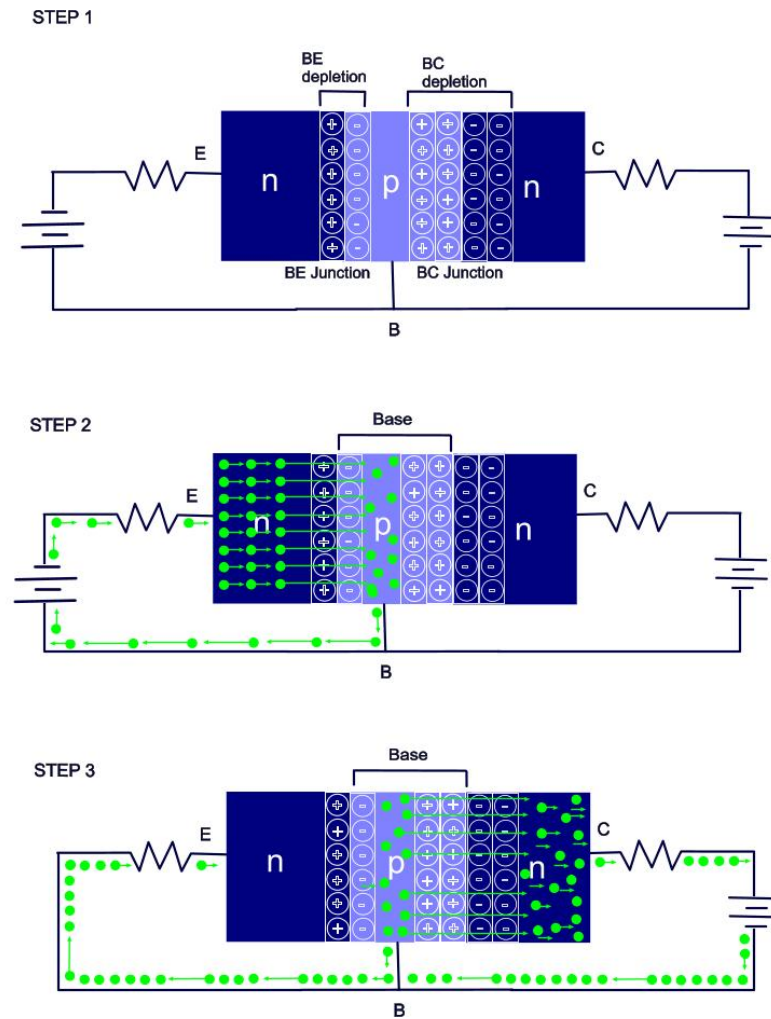 STEP 1
BE
depletion
BC
depletion
E
C
n
p
n
BE Junction
BC Junction
B
STEP 2
Base
E
C
n
p
n
B
STEP 3
Base
E
C
n
p
n
B